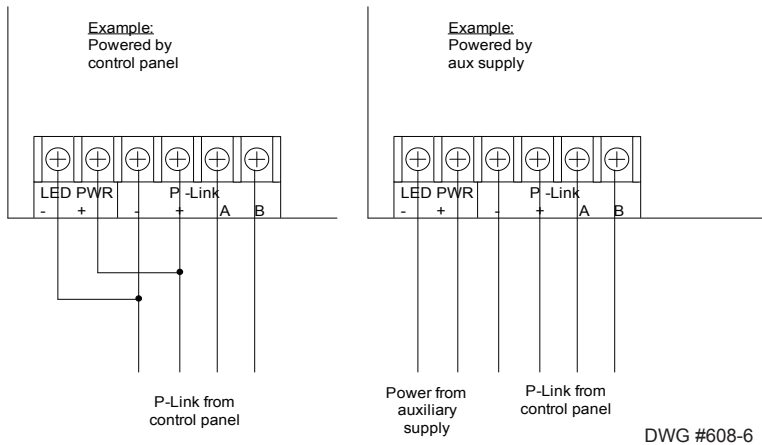 Example:
Powered by
control panel
LED PWR P -Link
- + - + A B
P-Link from
control panel
Example:
Powered by
aux supply
LED PWR P -Link
- + - + A B
Power from
auxiliary
supply
P-Link from
control panel
DWG #608-6